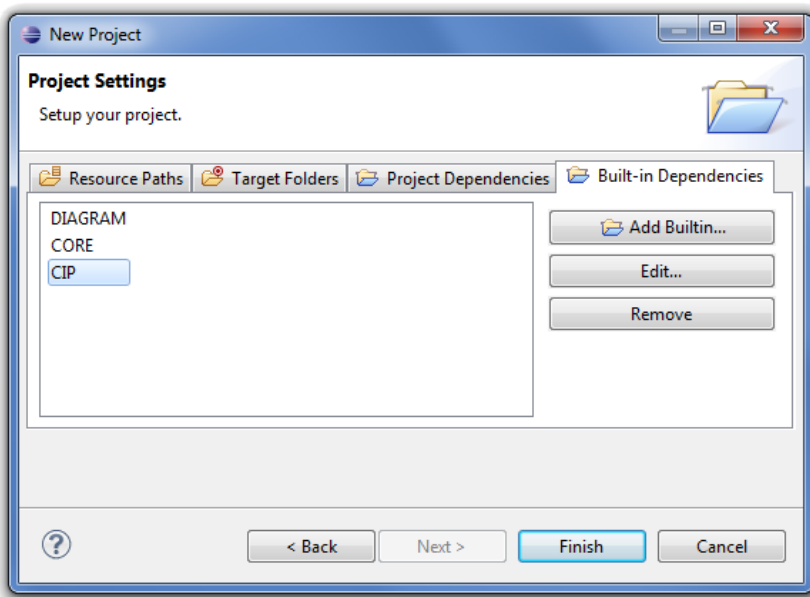 New Project
Project Settings
Setup your project.
Resource Paths Target Folders Project Dependencies Built-in Dependencies
DIAGRAM
CORE
CIP
Add Builtin...
Edit...
Remove
? < Back Next > Finish Cancel